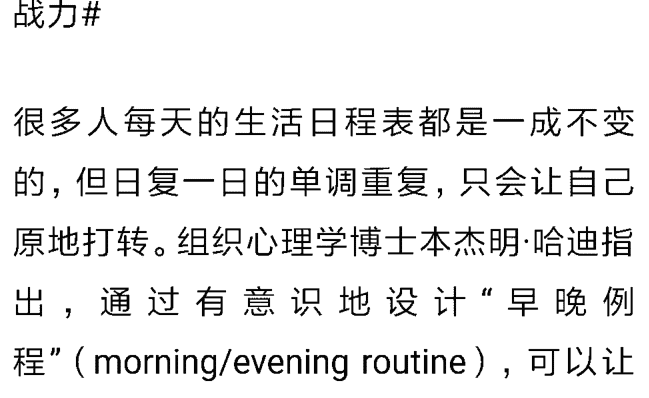 战力#
很多人每天的生活日程表都是一成不变
的，但日复一日的单调重复，只会让自己
原地打转。组织心理学博士本杰明·哈迪指
出，通过有意识地设计“早晚例
程”（morning/evening routine），可以让